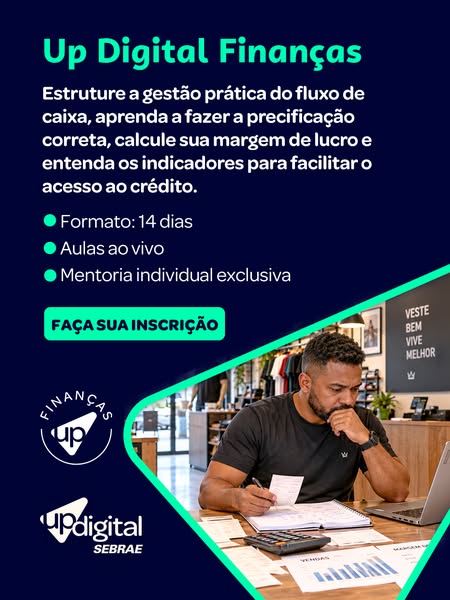 Up Digital Finanças
Estruture a gestão prática do fluxo de
caixa, aprenda a fazer a precificação
correta, calcule sua margem de lucro e
entenda os indicadores para facilitar o
acesso ao crédito.
Formato: 14 dias
Aulas ao vivo
Mentoria individual exclusiva
FAÇA SUA INSCRIÇÃO
VESTE
BEM
VIVE
MELHOR
FINANÇAS
up
updigital
SEBRAE
VENDAS
MARGEM